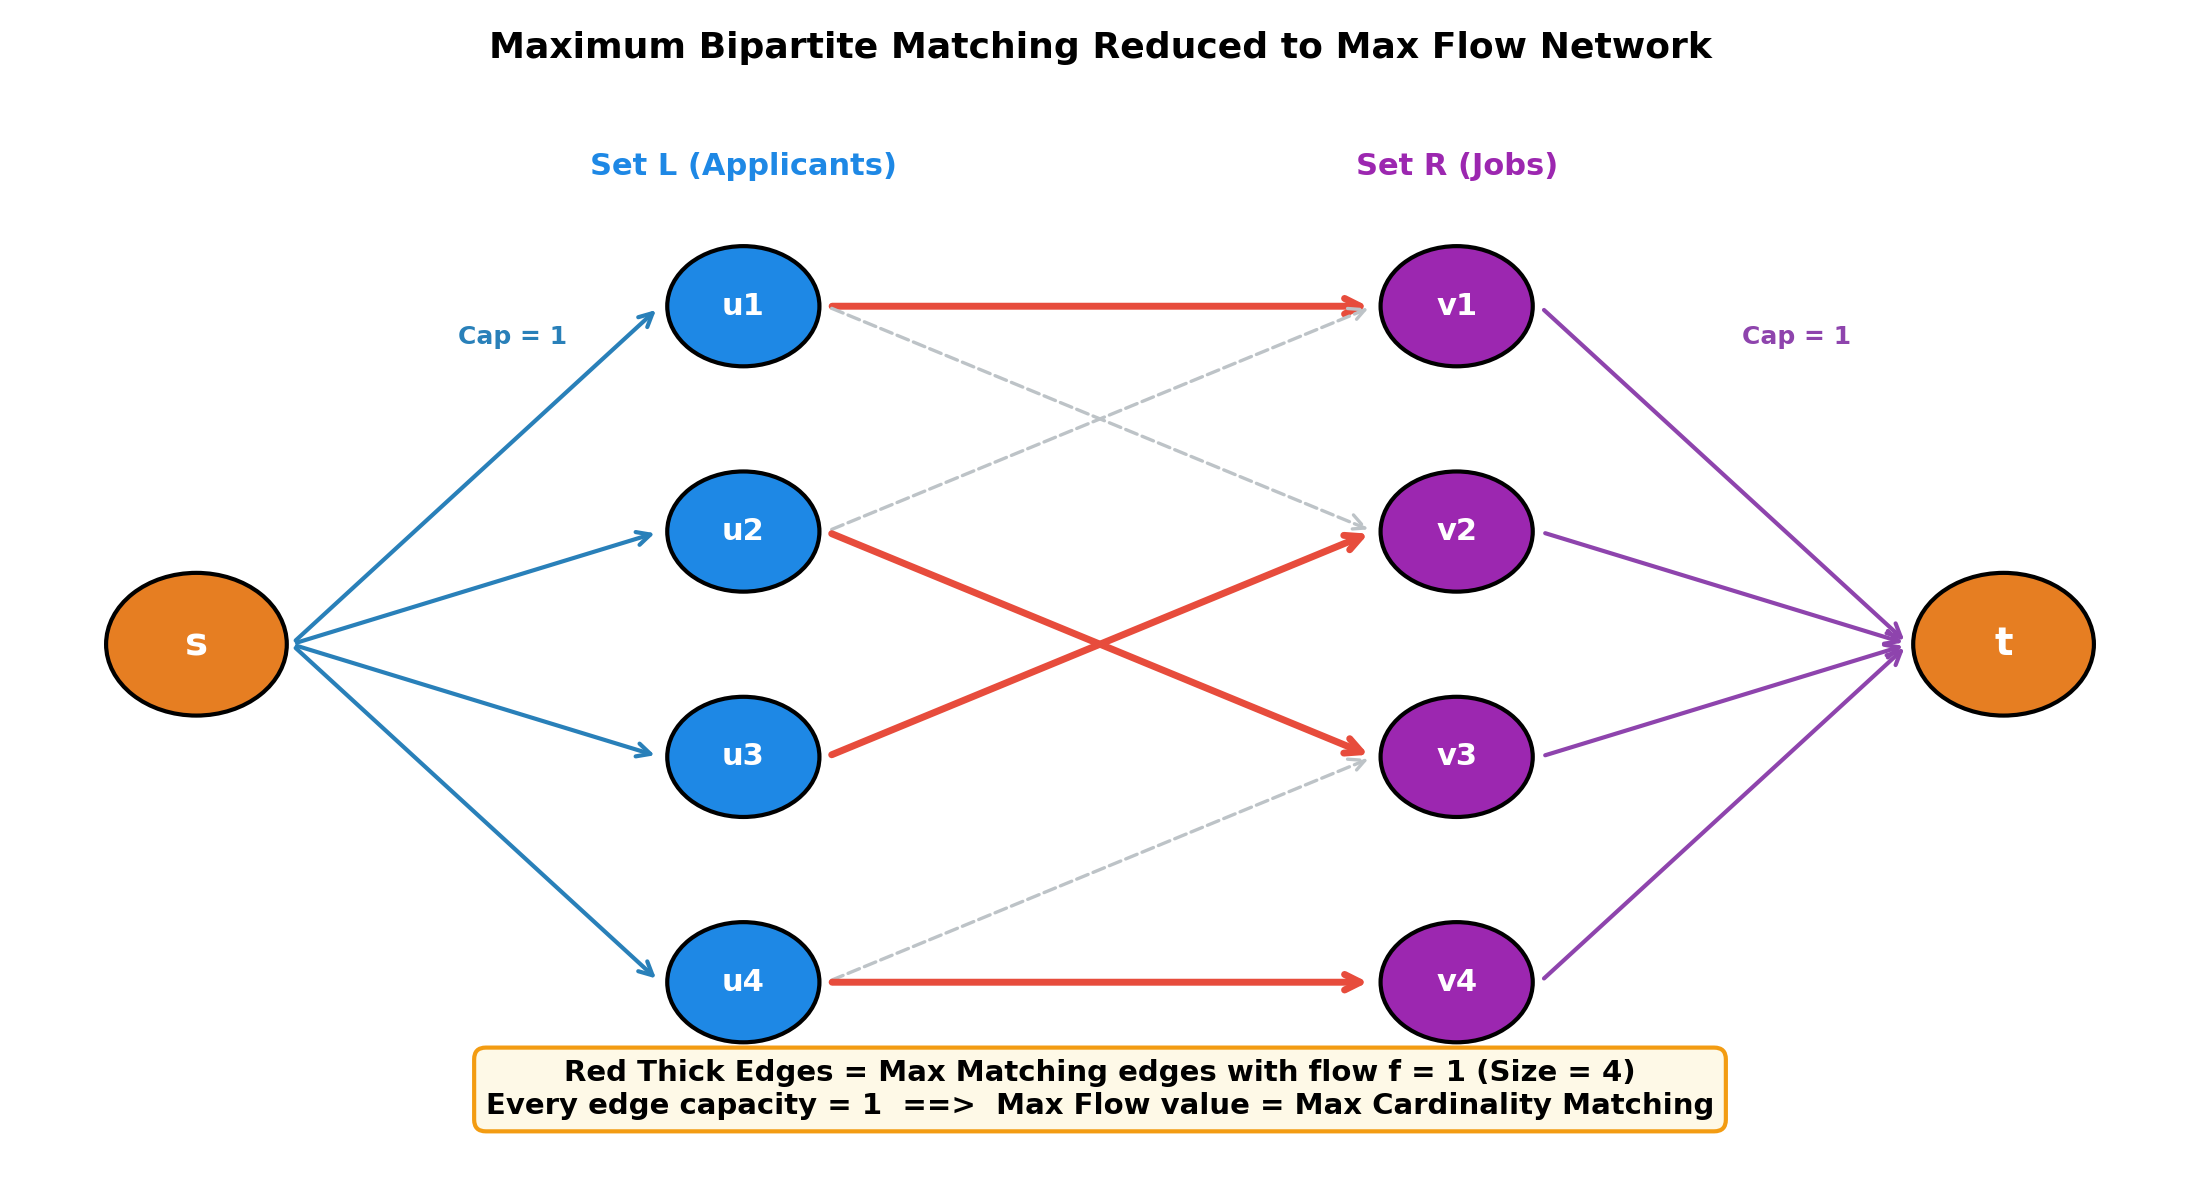 Maximum Bipartite Matching Reduced to Max Flow Network
Set L (Applicants)
Set R (Jobs)
u1
v1
Cap = 1
Cap = 1
u2
v2
s
t
u3
v3
u4
v4
Red Thick Edges = Max Matching edges with flow f = 1 (Size = 4)
Every edge capacity = 1 ==> Max Flow value = Max Cardinality Matching